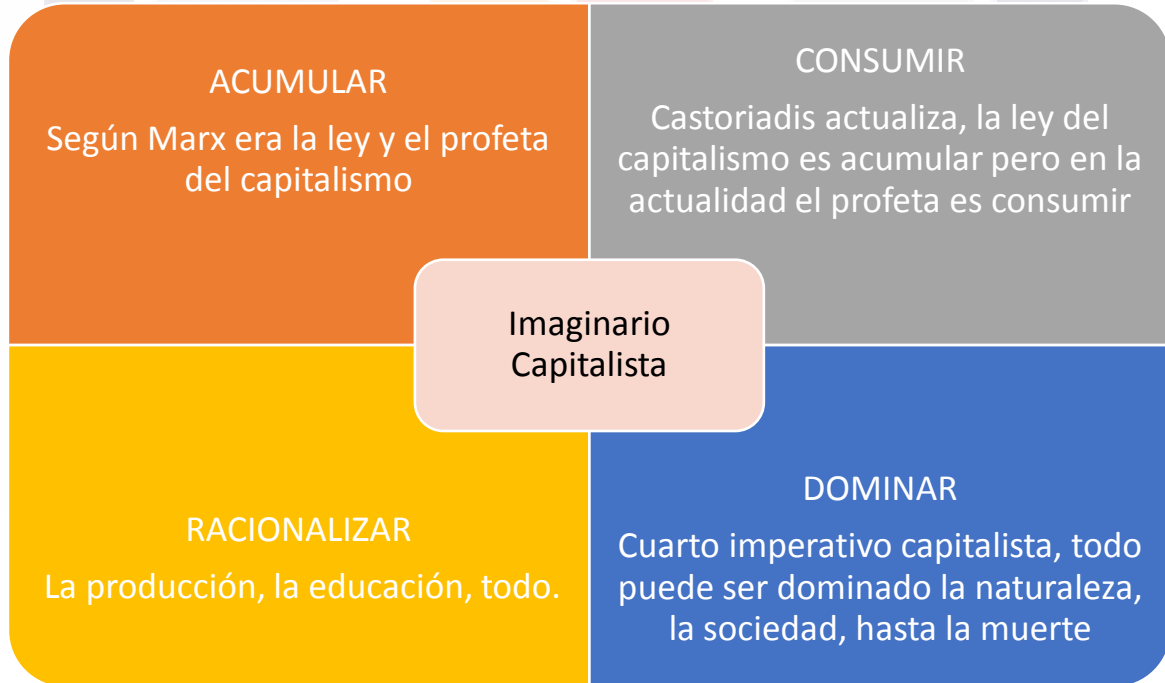 ACUMULAR
Según Marx era la ley y el profeta
del capitalismo
CONSUMIR
Castoriadis actualiza, la ley del
capitalismo es acumular pero en la
actualidad el profeta es consumir
Imaginario
Capitalista
RACIONALIZAR
La producción, la educación, todo.
DOMINAR
Cuarto imperativo capitalista, todo
puede ser dominado la naturaleza,
la sociedad, hasta la muerte